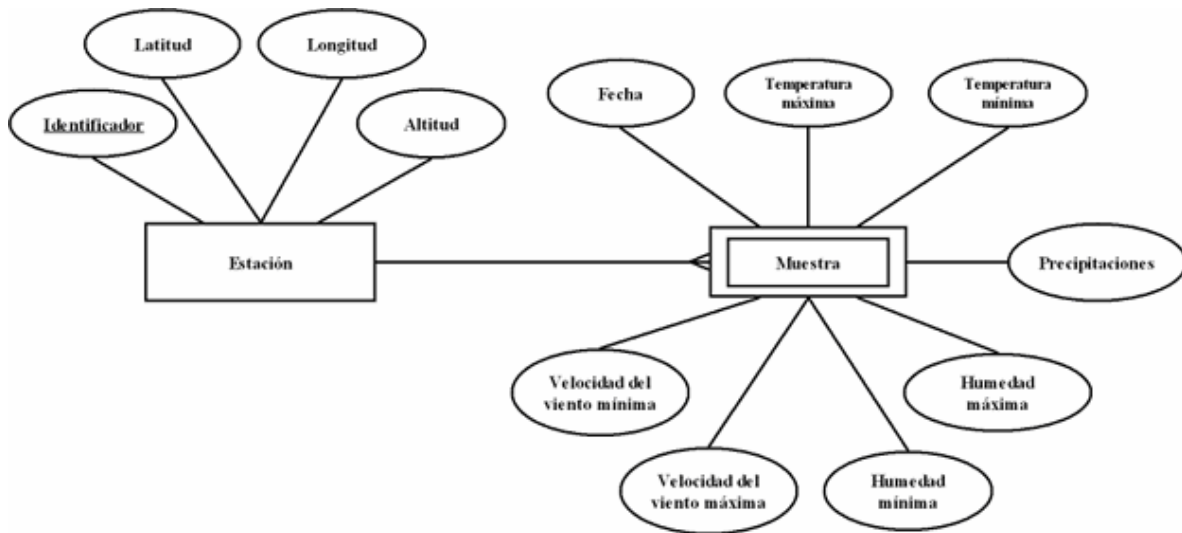 Latitud
Longitud
Identificador
Altitud
Fecha
Temperatura
máxima
Temperatura
mínima
Estación
Muestra
Precipitaciones
Velocidad del
viento mínima
Humedad
máxima
Velocidad del
viento máxima
Humedad
mínima